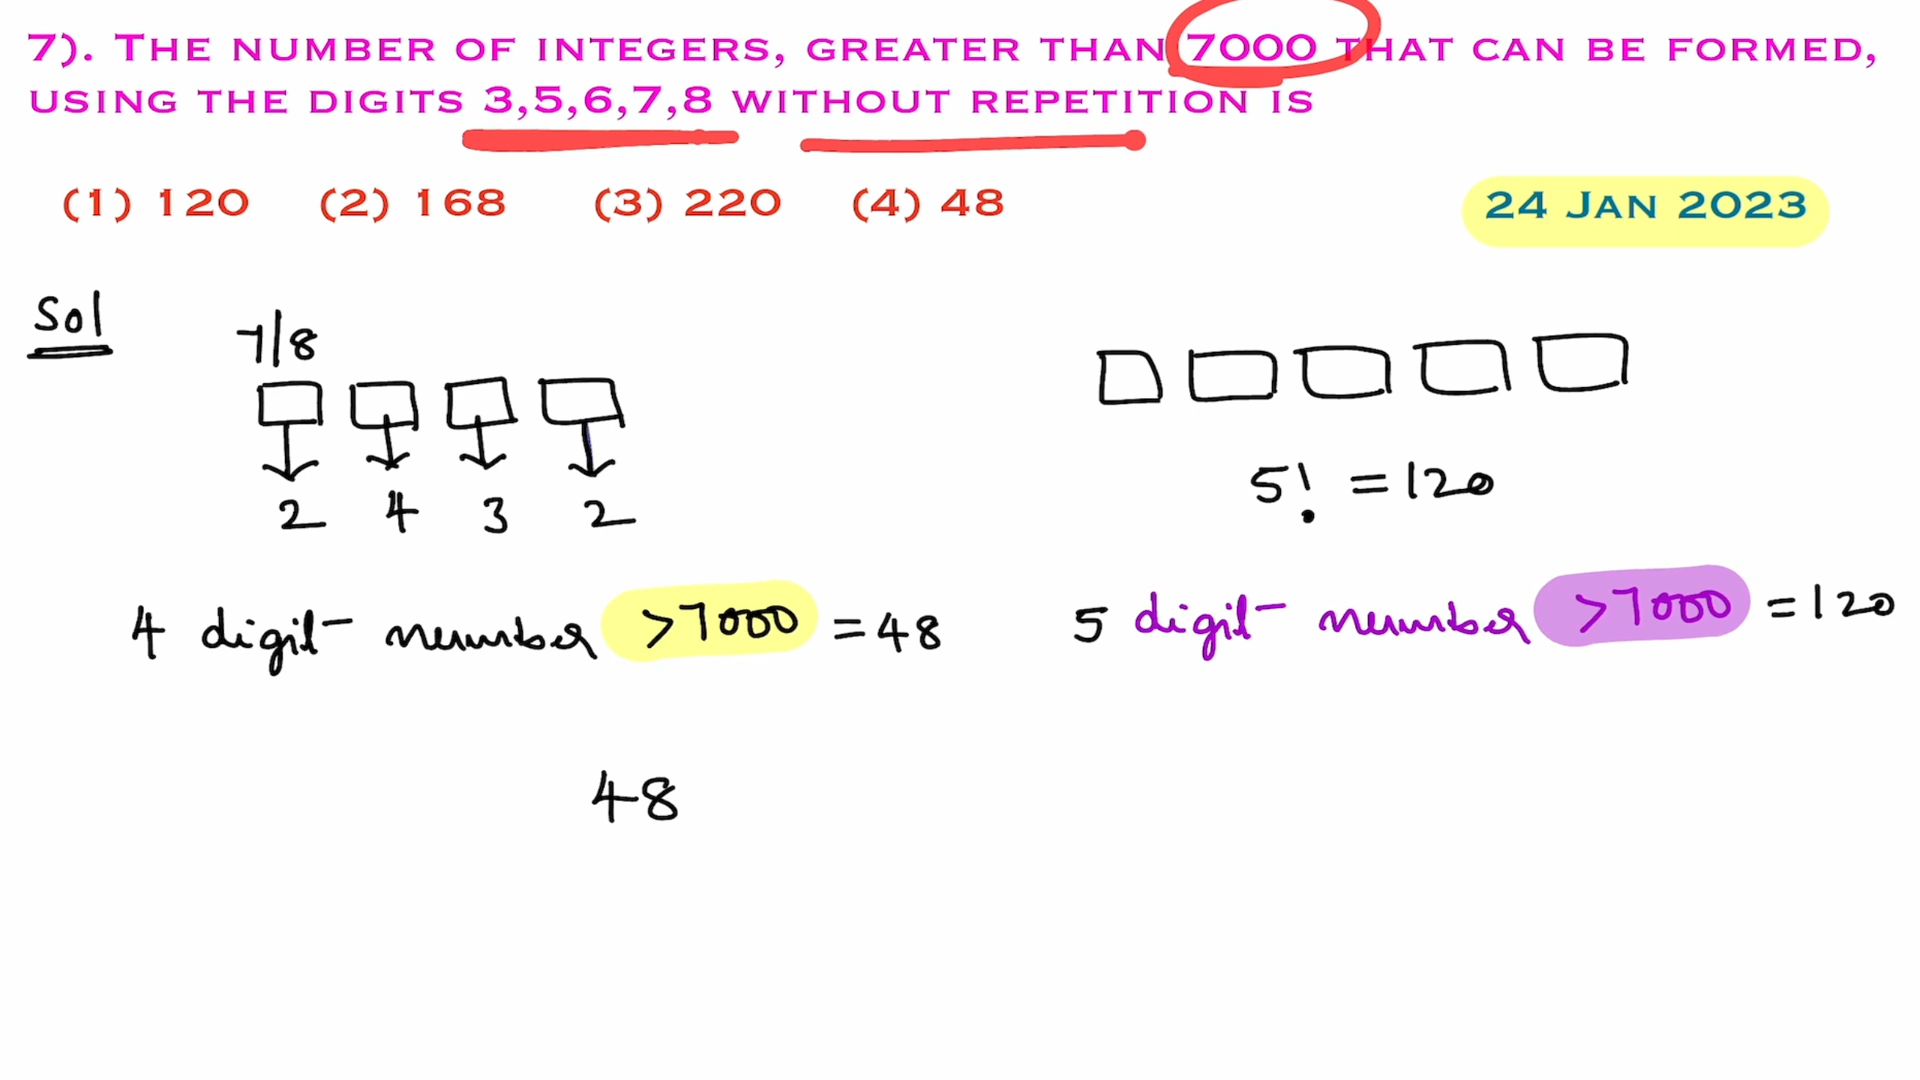 7). The number of integers, greater than 7000 that can be formed,
using the digits 3,5,6,7,8 without repetition is
(1) 120 (2) 168 (3) 220 (4) 48
24 Jan 2023
Sol
7/8
2 4 3 2
5! = 120
4 digit number >7000 = 48
5 digit number >7000 = 120
48